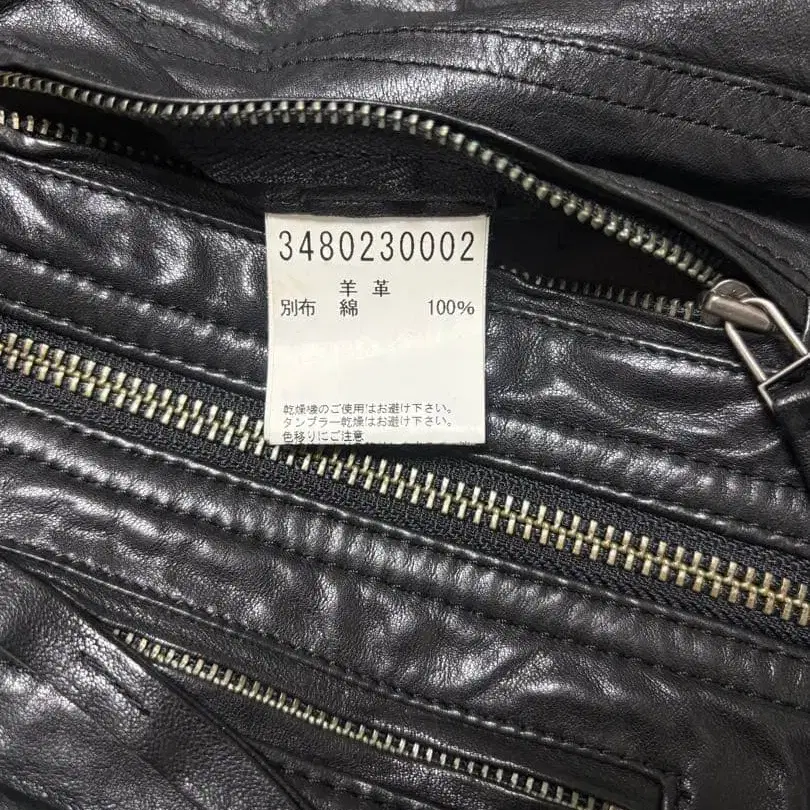 3480230002
羊革
別布 綿 100%
乾燥機のご使用はお避け下さい。
タンブラー乾燥はお避け下さい。
色移りにご注意